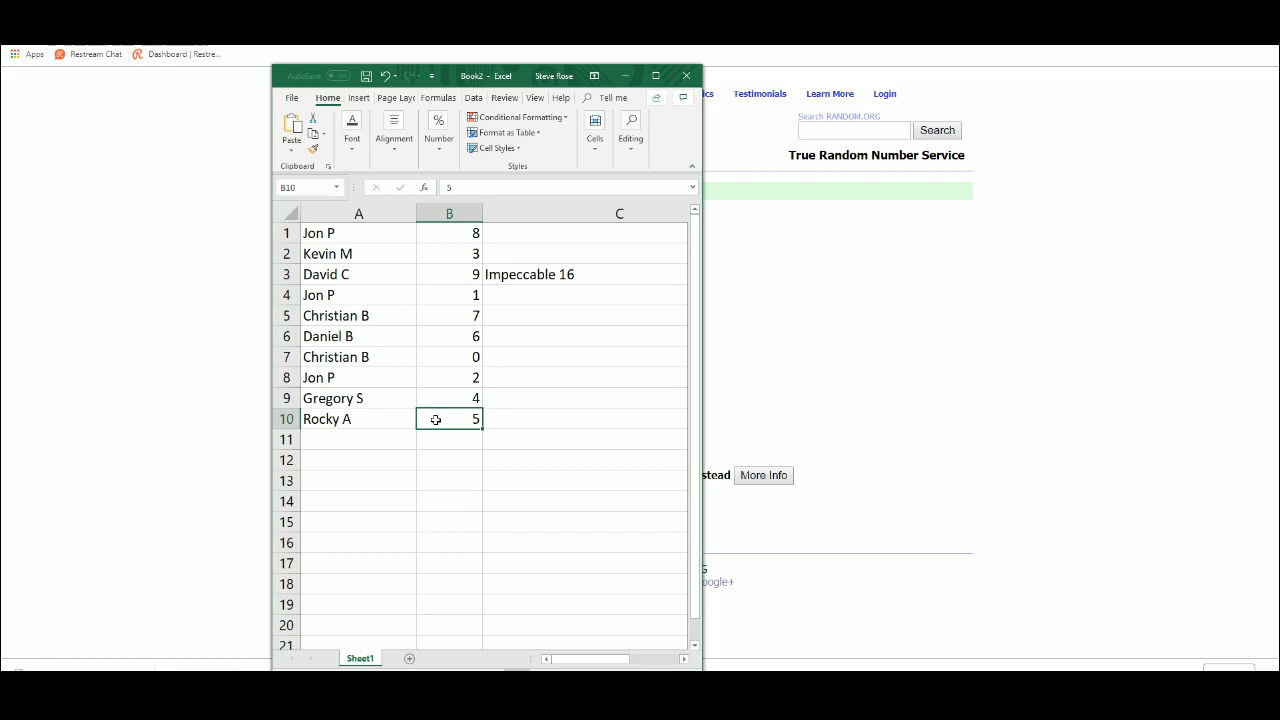 Apps Restream Chat Dashboard | Restre...
AutoSave Off Book2 - Excel Steve Rose
File Home Insert Page Layc Formulas Data Review View Help Tell me
ics Testimonials Learn More Login
Search RANDOM.ORG
Search
True Random Number Service
Paste
Font
Alignment
Number
Conditional Formatting
Format as Table
Cell Styles
Cells
Editing
Clipboard
Styles
B10 fx 5
A B C
1 Jon P 8
2 Kevin M 3
3 David C 9 Impeccable 16
4 Jon P 1
5 Christian B 7
6 Daniel B 6
7 Christian B 0
8 Jon P 2
9 Gregory S 4
10 Rocky A 5
11
12
13
14
15
16
17
18
19
20
21
stead More Info
G
oogle+
Sheet1